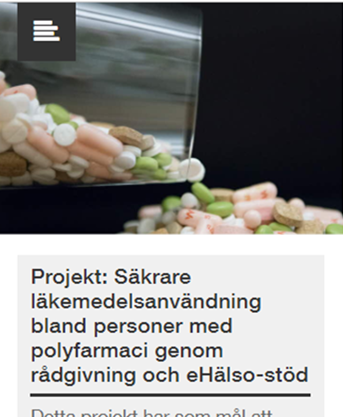 Projekt: Säkrare
läkemedelsanvändning
bland personer med
polyfarmaci genom
rådgivning och eHälso-stöd
Detta projekt har som mål att